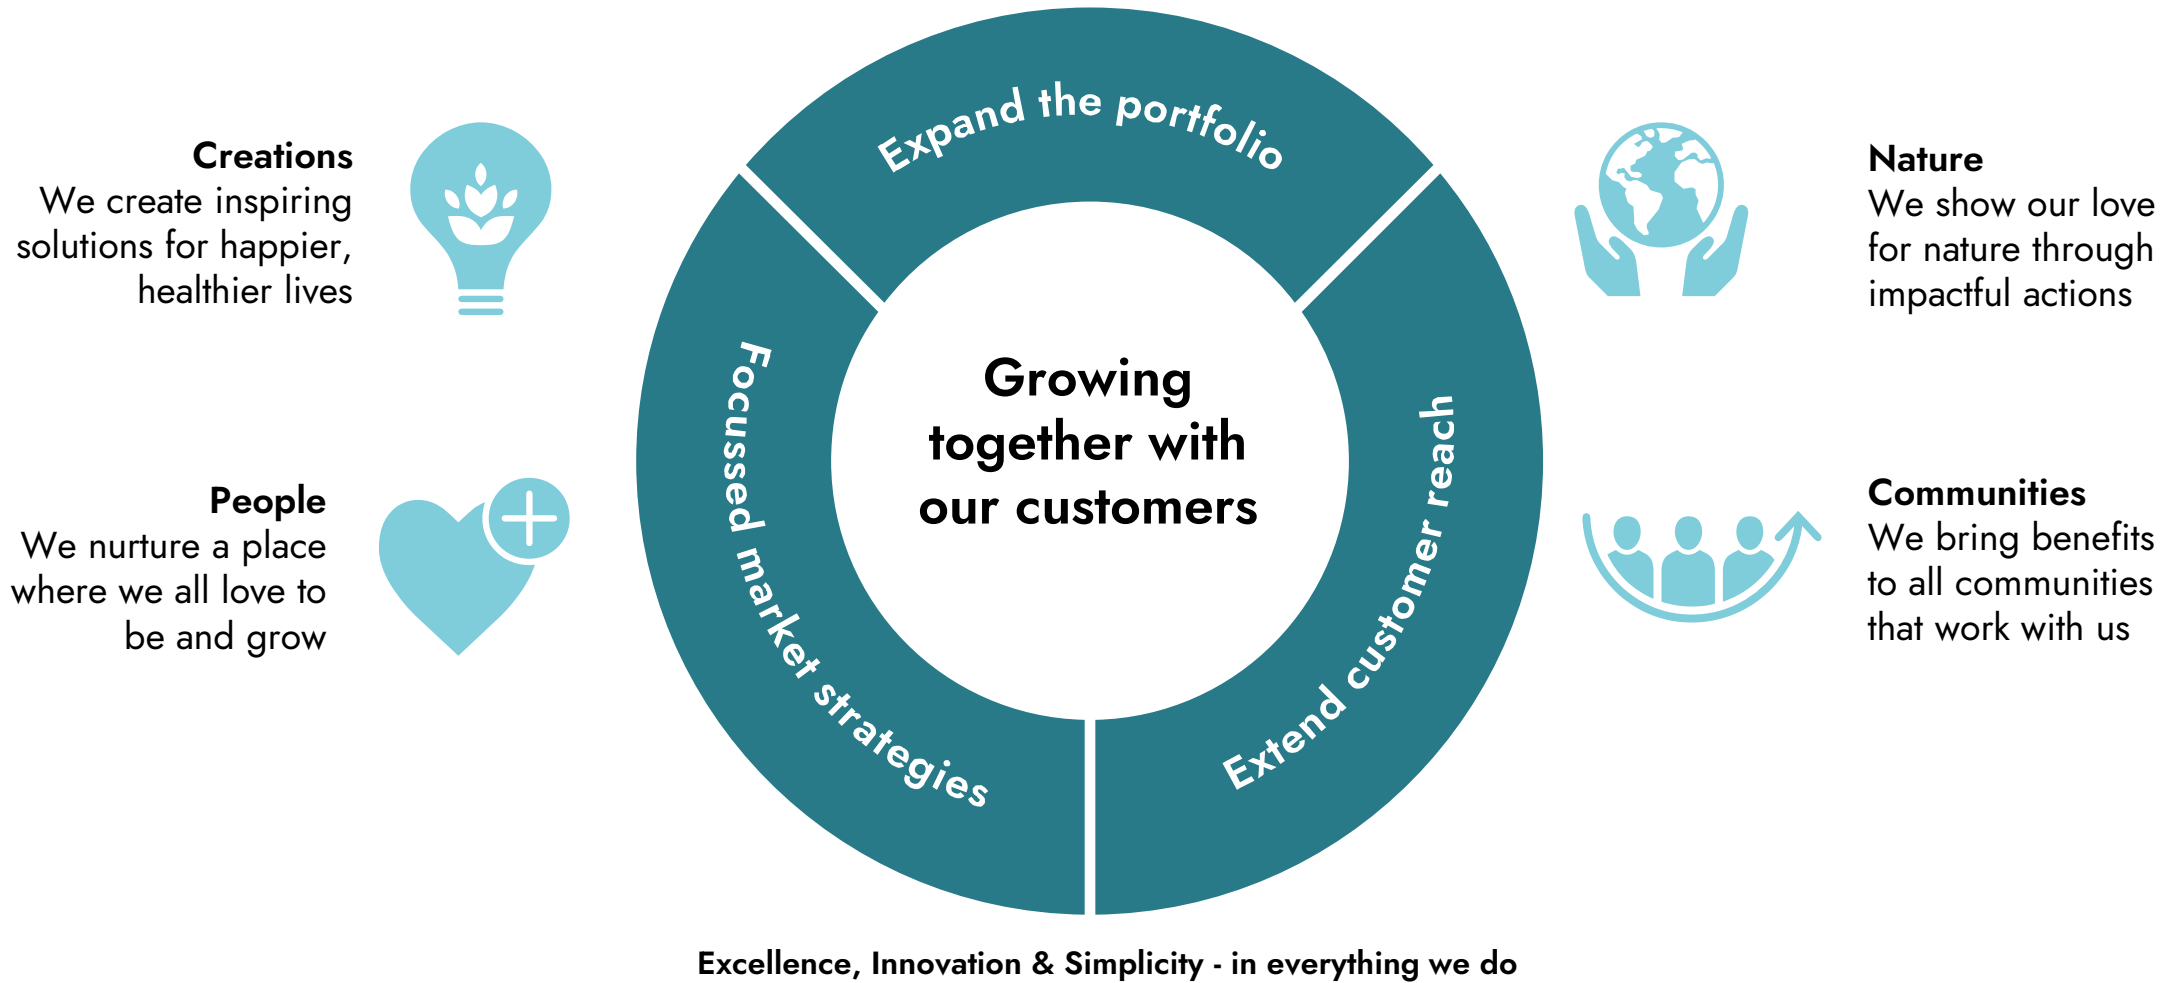 Creations
We create inspiring
solutions for happier,
healthier lives
People
We nurture a place
where we all love to
be and grow
Expand the portfolio
Focussed market strategies
Extend customer reach
Growing
together with
our customers
Nature
We show our love
for nature through
impactful actions
Communities
We bring benefits
to all communities
that work with us
Excellence, Innovation & Simplicity - in everything we do